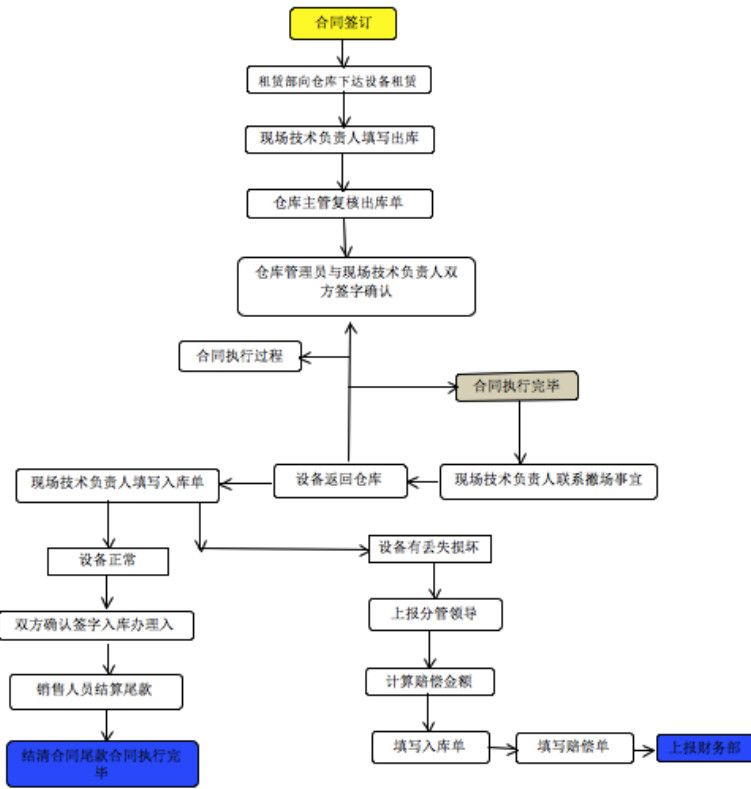 合同签订
租赁部向仓库下达设备租赁
现场技术负责人填写出库
仓库主管复核出库单
仓库管理员与现场技术负责人双
方签字确认
合同执行过程
合同执行完毕
现场技术负责人填写入库单
设备返回仓库
现场技术负责人联系撤场事宜
设备正常
设备有丢失损坏
双方确认签字入库办理入
上报分管领导
销售人员结算尾款
计算赔偿金额
结清合同尾款合同执行完
毕
填写入库单
填写赔偿单
上报财务部